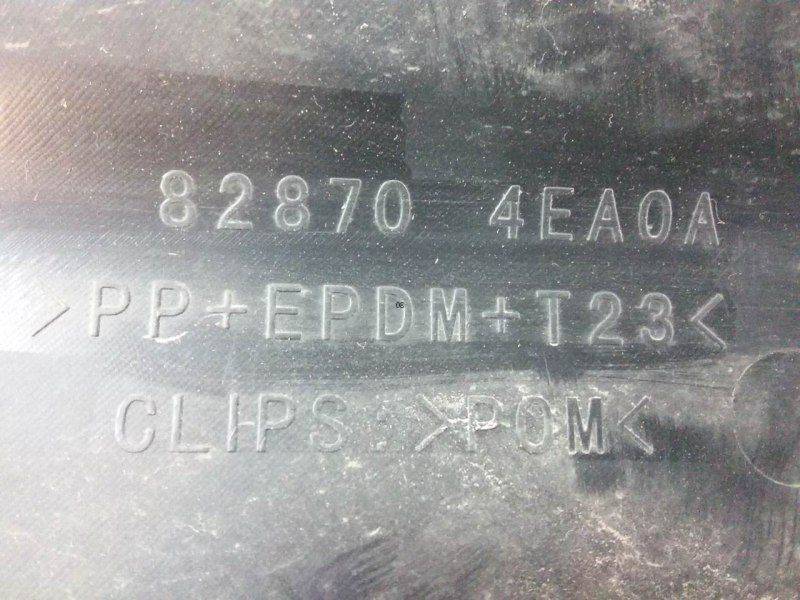 82870 4EA0A
>PP+EPDM+T23<
CLIPS: >POM<